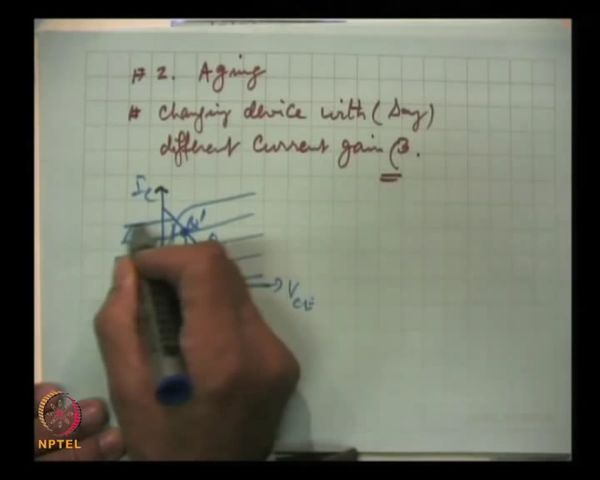 # 2. Aging
# Changing device with (Say)
different Current gain β.
IC
Q'
Q
VCE
NPTEL